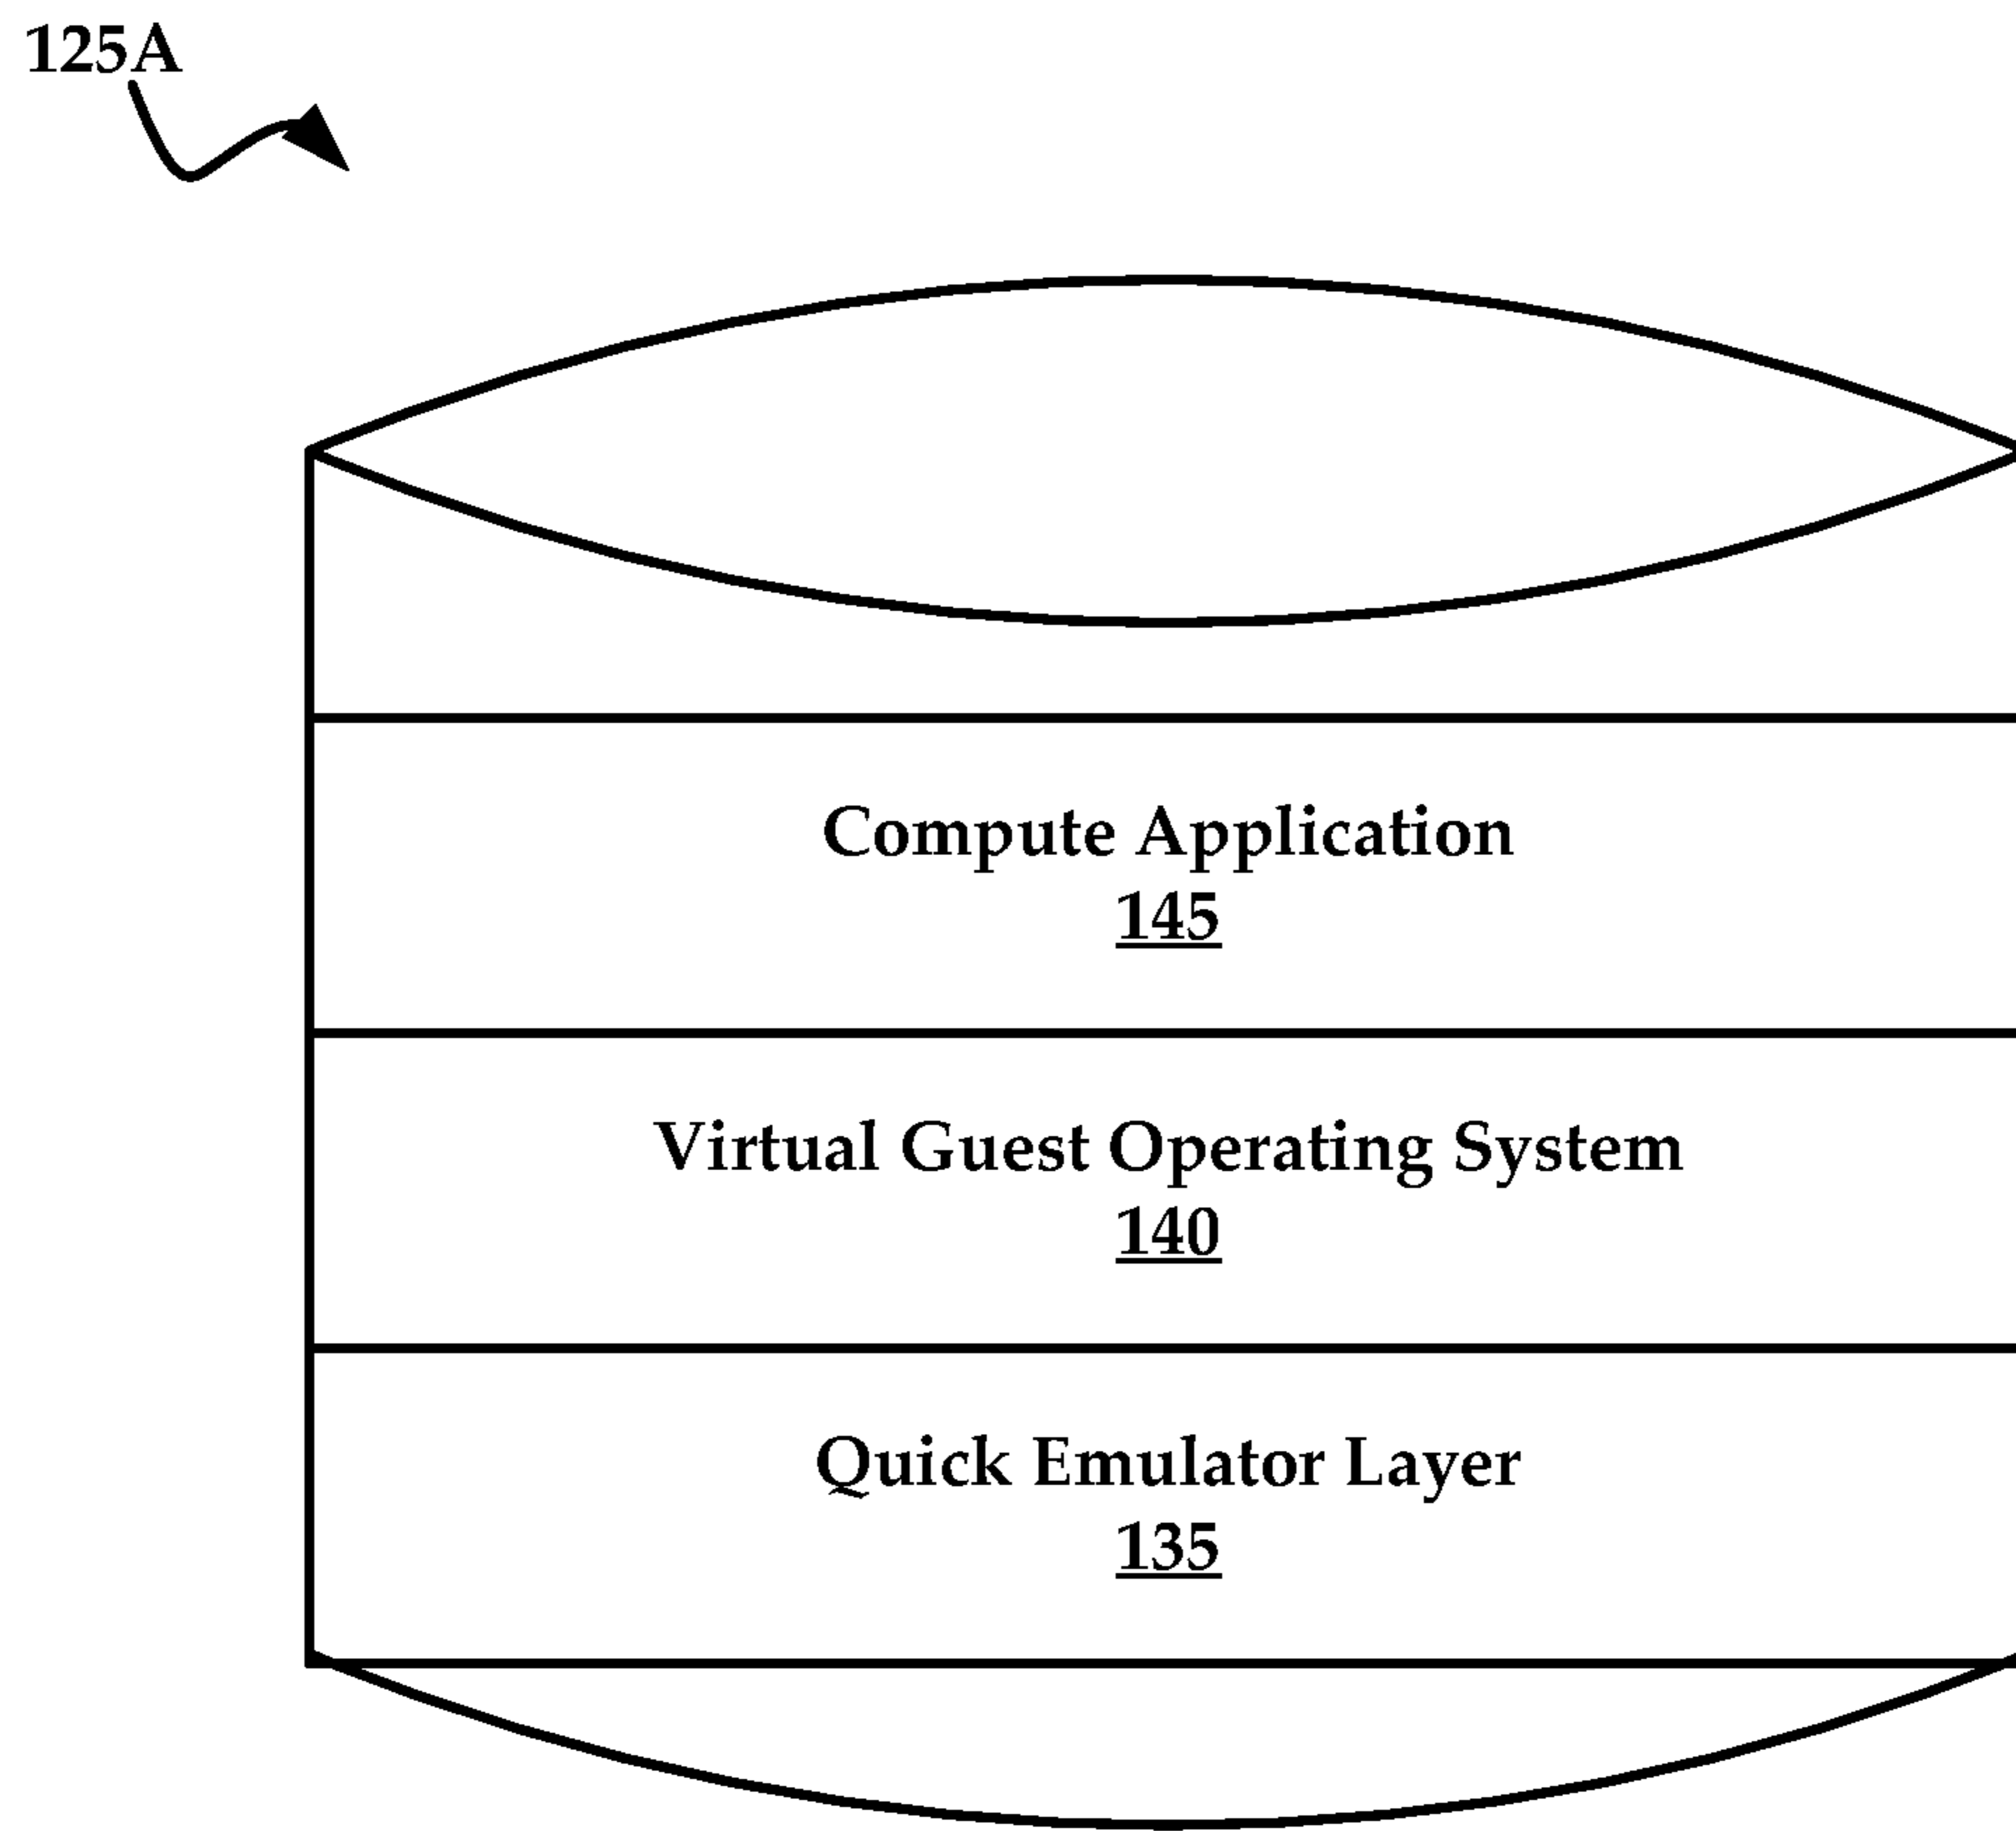 125A
Compute Application
145
Virtual Guest Operating System
140
Quick Emulator Layer
135